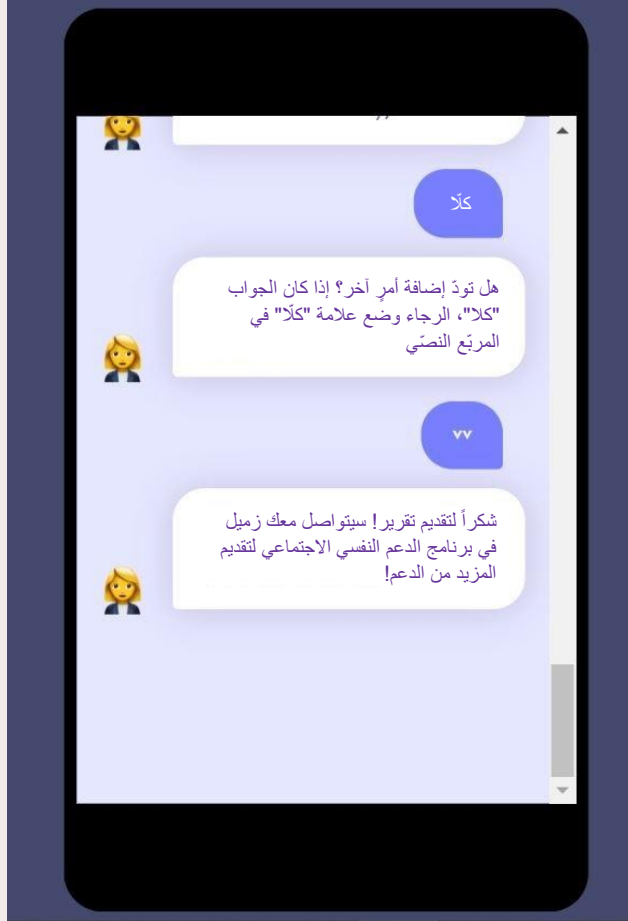 كلّا
هل تودّ إضافة أمرٍ آخر؟ إذا كان الجواب
"كلا"، الرجاء وضع علامة "كلّا" في
المربّع النصّي
٧٧
شكراً لتقديم تقرير! سيتواصل معك زميل
في برنامج الدعم النفسي الاجتماعي لتقديم
المزيد من الدعم!